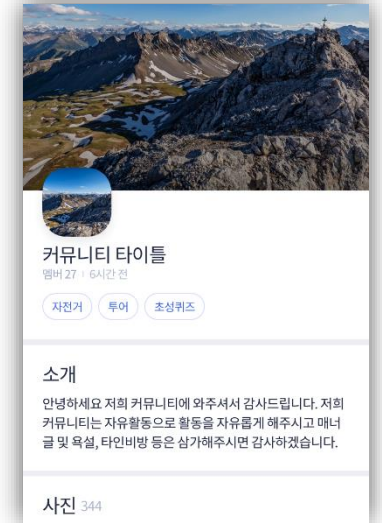 커뮤니티 타이틀
멤버 27 | 6시간 전
자전거 투어 초성퀴즈
소개
안녕하세요 저희 커뮤니티에 와주셔서 감사드립니다. 저희
커뮤니티는 자유활동으로 활동을 자유롭게 해주시고 매너
글 및 욕설, 타인비방 등은 삼가해주시면 감사하겠습니다.
사진 344